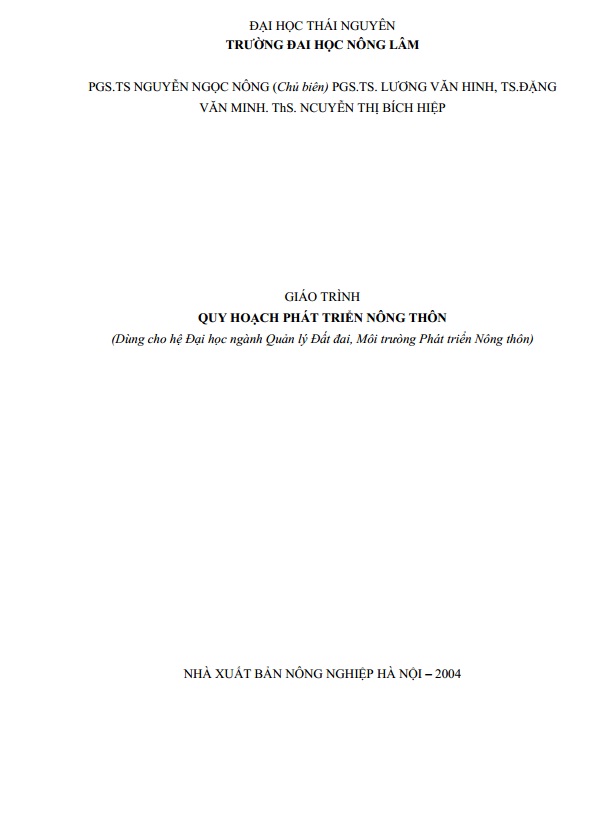 ĐẠI HỌC THÁI NGUYÊN
TRƯỜNG ĐAI HỌC NÔNG LÂM
PGS.TS NGUYỄN NGỌC NÔNG (Chủ biên) PGS.TS. LƯƠNG VĂN HINH, TS.ĐẶNG
VĂN MINH. ThS. NCUYỄN THỊ BÍCH HIỆP
GIÁO TRÌNH
QUY HOẠCH PHÁT TRIỂN NÔNG THÔN
(Dùng cho hệ Đại học ngành Quản lý Đất đai, Môi trường Phát triển Nông thôn)
NHÀ XUẤT BẢN NÔNG NGHIỆP HÀ NỘI – 2004